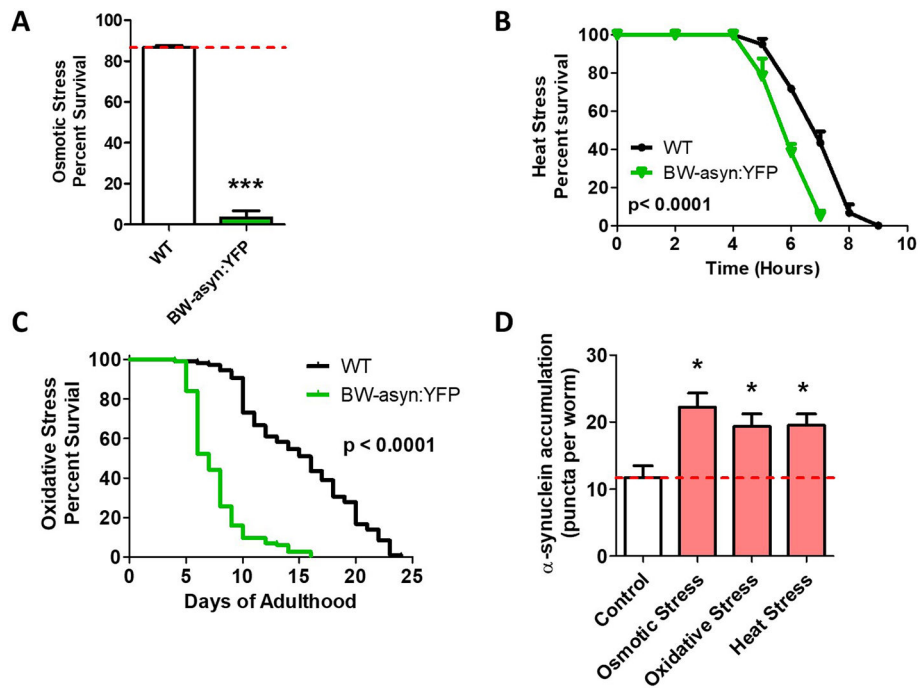 A
Osmotic Stress
Percent Survival
100
80
60
40
20
0
***
WT
BW-asyn:YFP
B
Heat Stress
Percent survival
100
80
60
40
20
0
WT
BW-asyn:YFP
p< 0.0001
0 2 4 6 8 10
Time (Hours)
C
Oxidative Stress
Percent Survial
100
80
60
40
20
0
WT
BW-asyn:YFP
p < 0.0001
0 5 10 15 20 25
Days of Adulthood
D
α-synuclein accumulation
(puncta per worm)
30
20
10
0
* * *
Control
Osmotic Stress
Oxidative Stress
Heat Stress